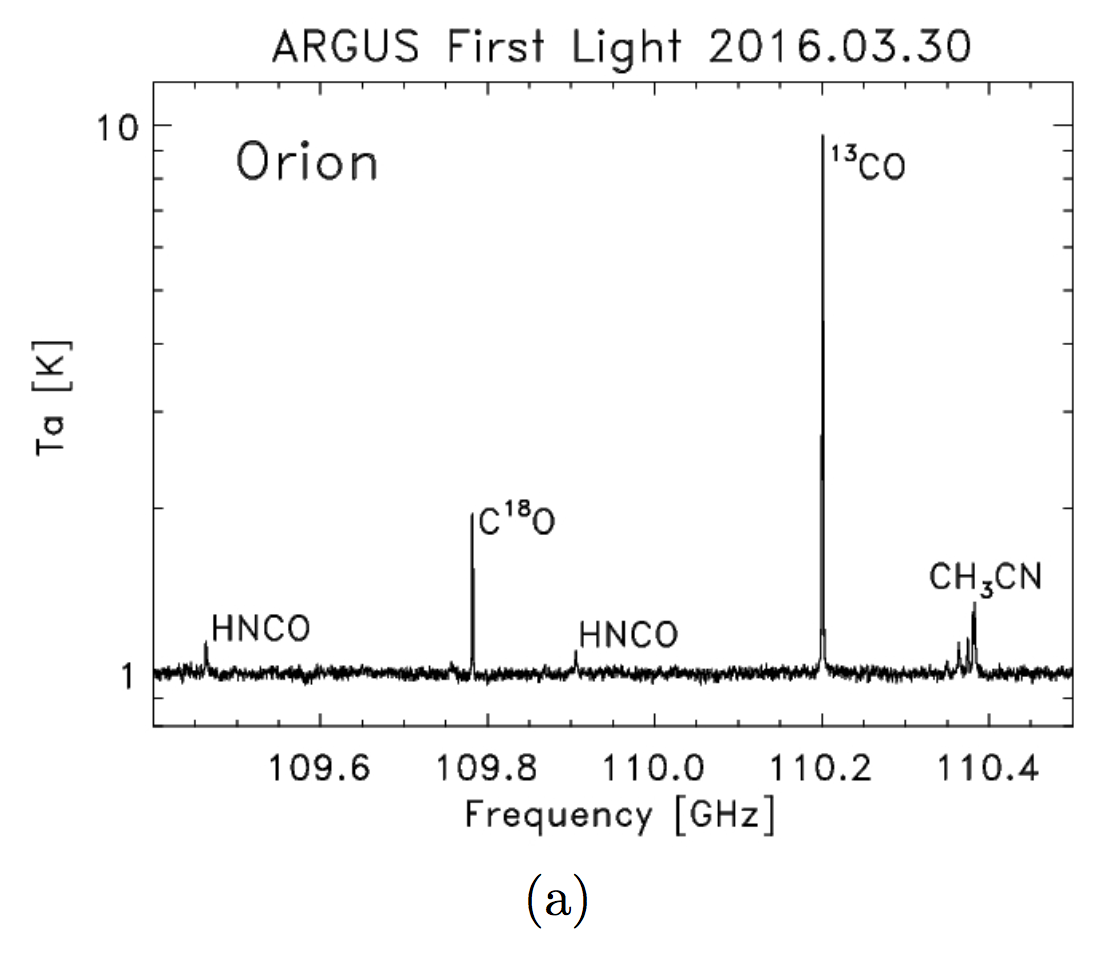 ARGUS First Light 2016.03.30
10
Orion
¹³CO
Ta [K]
C¹⁸O
CH₃CN
HNCO
HNCO
1
109.6 109.8 110.0 110.2 110.4
Frequency [GHz]
(a)